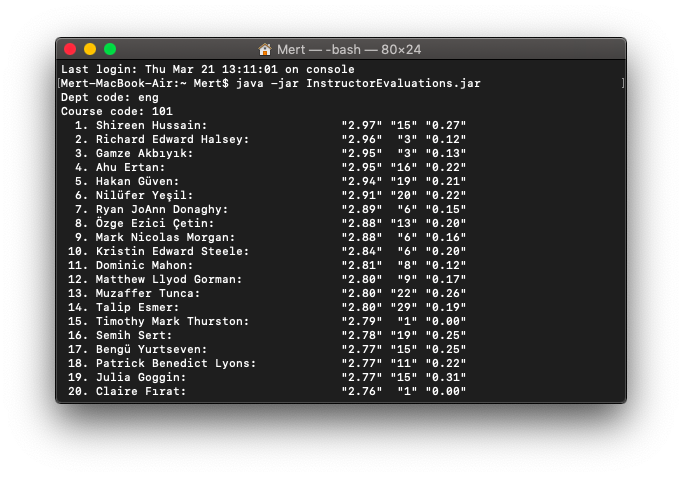 Mert — -bash — 80×24
Last login: Thu Mar 21 13:11:01 on console
[Mert-MacBook-Air:~ Mert$ java -jar InstructorEvaluations.jar ]
Dept code: eng
Course code: 101
1. Shireen Hussain: "2.97" "15" "0.27"
2. Richard Edward Halsey: "2.96" "3" "0.12"
3. Gamze Akbıyık: "2.95" "3" "0.13"
4. Ahu Ertan: "2.95" "16" "0.22"
5. Hakan Güven: "2.94" "19" "0.21"
6. Nilüfer Yeşil: "2.91" "20" "0.22"
7. Ryan JoAnn Donaghy: "2.89" "6" "0.15"
8. Özge Ezici Çetin: "2.88" "13" "0.20"
9. Mark Nicolas Morgan: "2.88" "6" "0.16"
10. Kristin Edward Steele: "2.84" "6" "0.20"
11. Dominic Mahon: "2.81" "8" "0.12"
12. Matthew Llyod Gorman: "2.80" "9" "0.17"
13. Muzaffer Tunca: "2.80" "22" "0.26"
14. Talip Esmer: "2.80" "29" "0.19"
15. Timothy Mark Thurston: "2.79" "1" "0.00"
16. Semih Sert: "2.78" "19" "0.25"
17. Bengü Yurtseven: "2.77" "15" "0.25"
18. Patrick Benedict Lyons: "2.77" "11" "0.22"
19. Julia Goggin: "2.77" "15" "0.31"
20. Claire Fırat: "2.76" "1" "0.00"